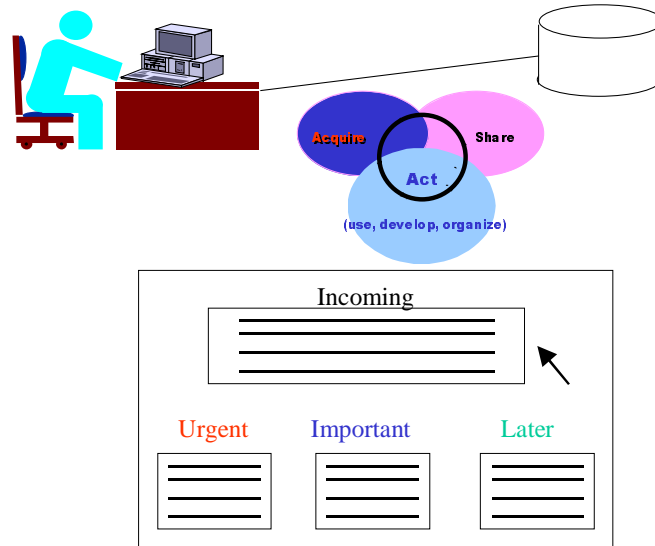 Acquire
Share
Act
(use, develop, organize)
Incoming
Urgent
Important
Later